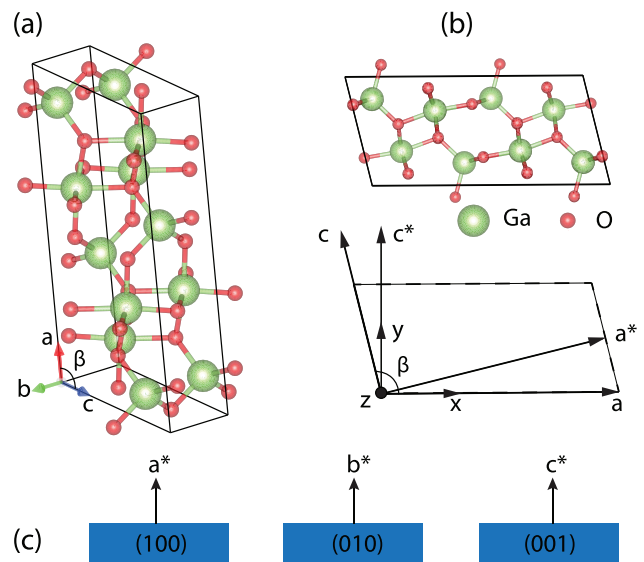 (a)
(b)
Ga
O
a
β
b
c
c
c*
a*
y
β
z
x
a
a*
b*
c*
(c)
(100)
(010)
(001)